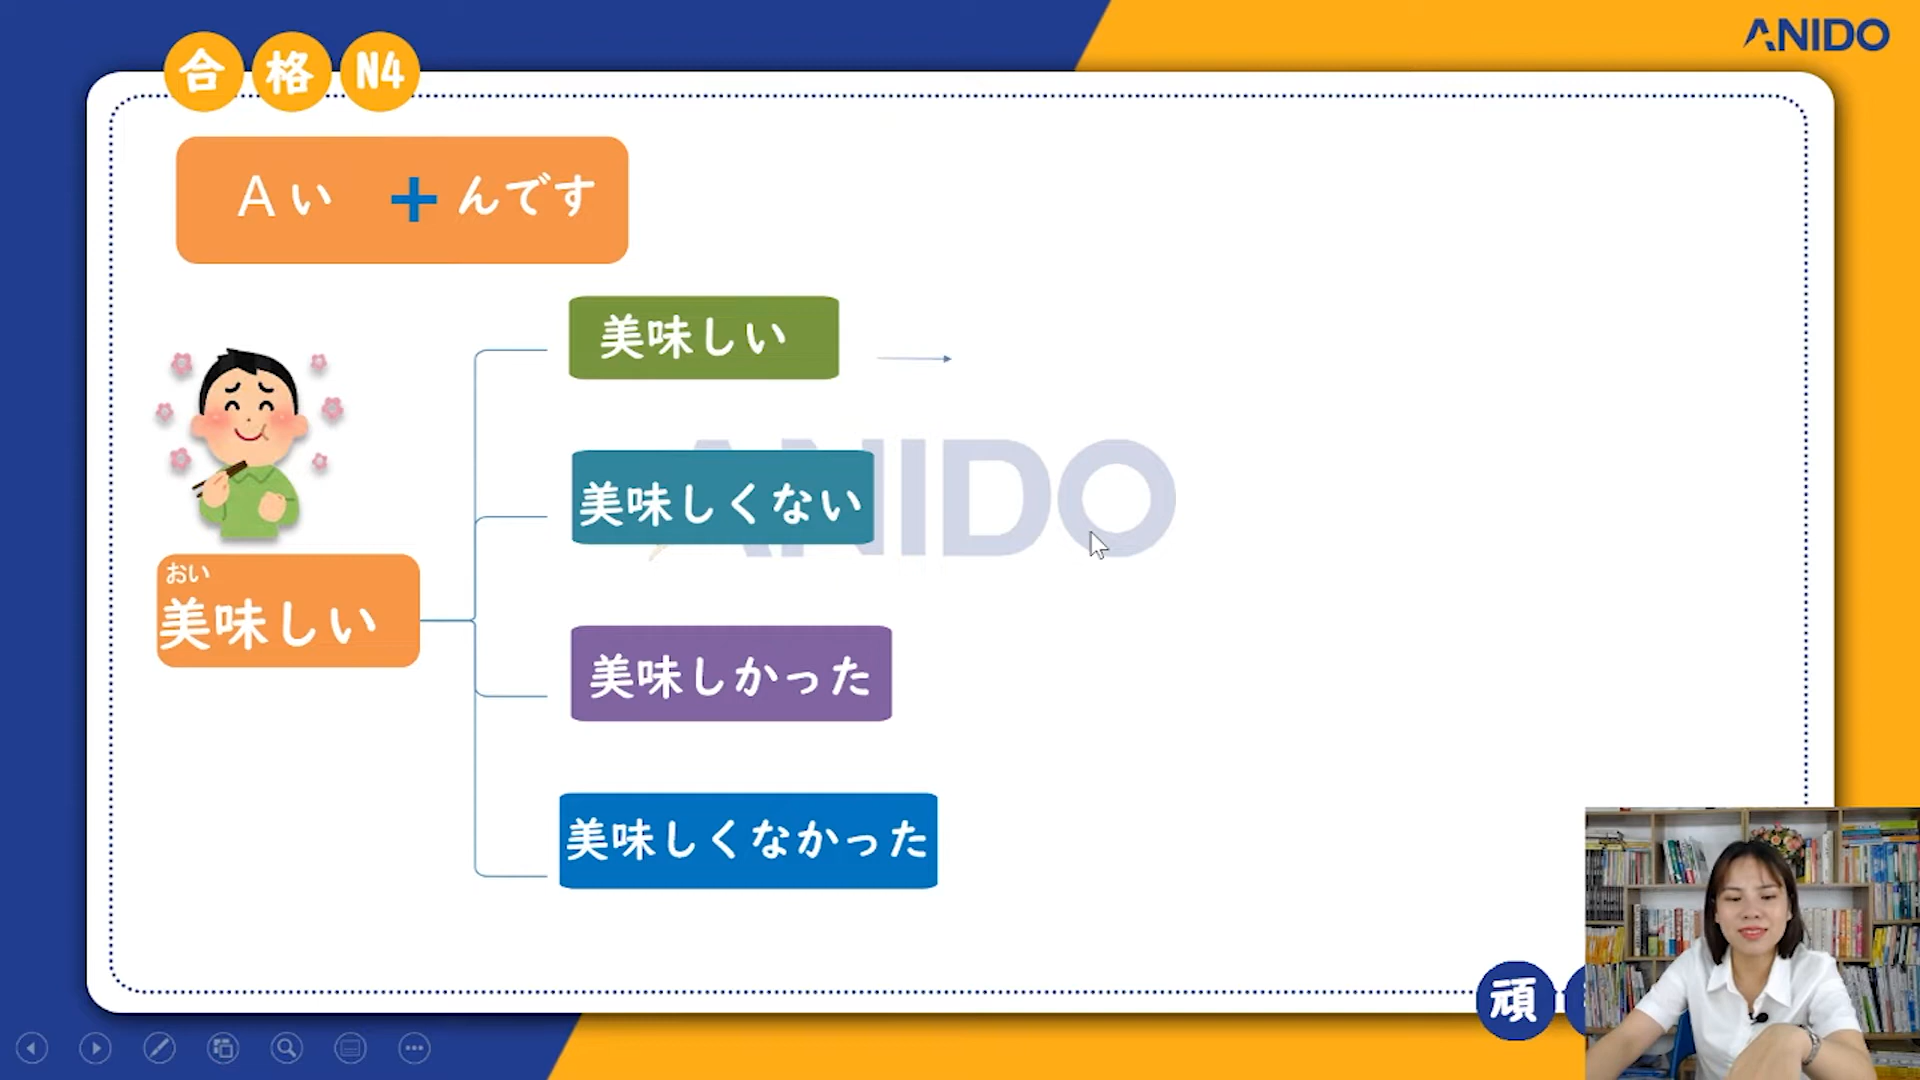 合格N4
ANIDO
Aい + んです
美味しい
美味しくない
ANIDO
おい
美味しい
美味しかった
美味しくなかった
頑